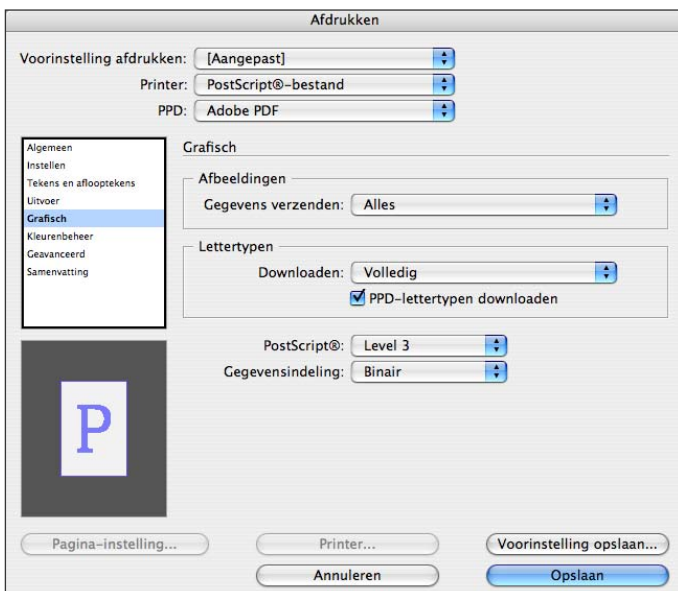 Afdrukken
Voorinstelling afdrukken: [Aangepast]
Printer: PostScript®-bestand
PPD: Adobe PDF
Algemeen
Instellen
Tekens en aflooptekens
Uitvoer
Grafisch
Kleurenbeheer
Geavanceerd
Samenvatting
Grafisch
Afbeeldingen
Gegevens verzenden: Alles
Lettertypen
Downloaden: Volledig
PPD-lettertypen downloaden
PostScript®: Level 3
Gegevensindeling: Binair
P
Pagina-instelling... Printer... Voorinstelling opslaan...
Annuleren Opslaan